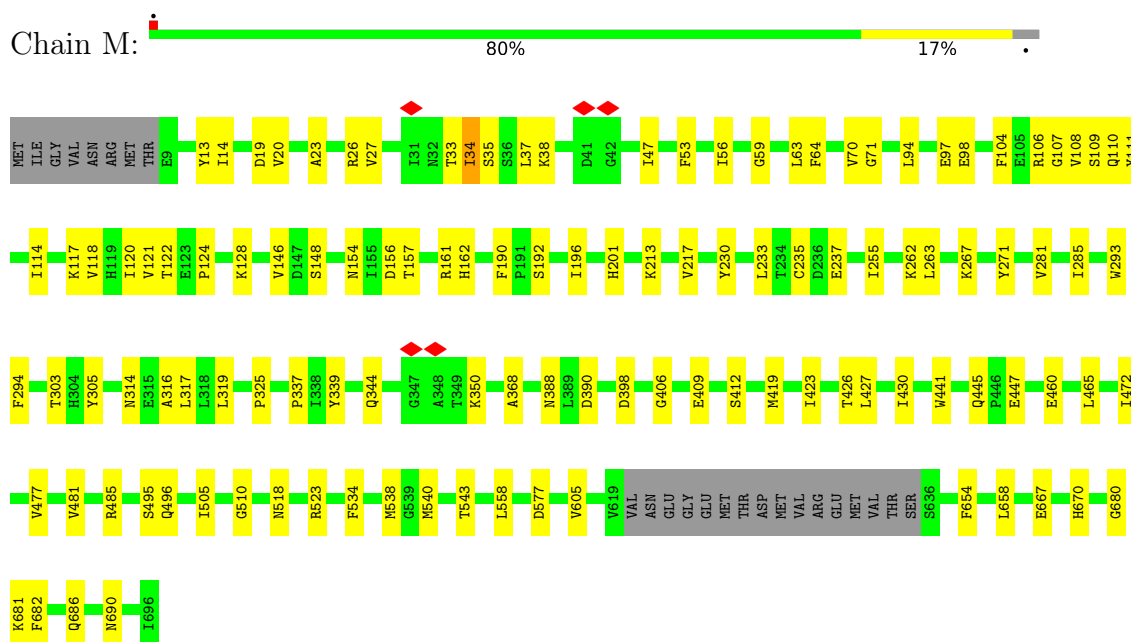 Chain M:
80% 17%
MET ILE GLY VAL ASN ARG MET THR E9 Y13 I14 D19 V20 A23 R26 V27 I31 N32 T33 I34 S35 S36 L37 K38 D41 G42 I47 F53 I56 G59 L63 F64 V70 G71 L94 E97 E98 F104 E105 R106 G107 V108 S109 Q110 Y111
I114 K117 V118 H119 I120 V121 T122 E123 P124 K128 V146 D147 S148 N154 I155 D156 T157 R161 H162 F190 P191 S192 I196 H201 K213 V217 Y230 L233 T234 C235 D236 E237 I255 K262 L263 K267 Y271 V281 I285 W293
F294 T303 H304 Y305 N314 E315 A316 L317 L318 L319 P325 P337 I338 Y339 Q344 G347 A348 T349 K350 A368 N388 L389 D390 D398 G406 E409 S412 M419 I423 T426 L427 I430 W441 Q445 P446 E447 E460 L465 I472
V477 V481 R485 S495 Q496 I505 G510 N518 R523 F534 M538 G539 M540 T543 L558 D577 V605 V619 VAL ASN GLU GLY GLU MET THR ASP MET VAL ARG GLU MET VAL THR SER S636 F654 L658 E667 H670 G680
K681 F682 Q686 N690 I696